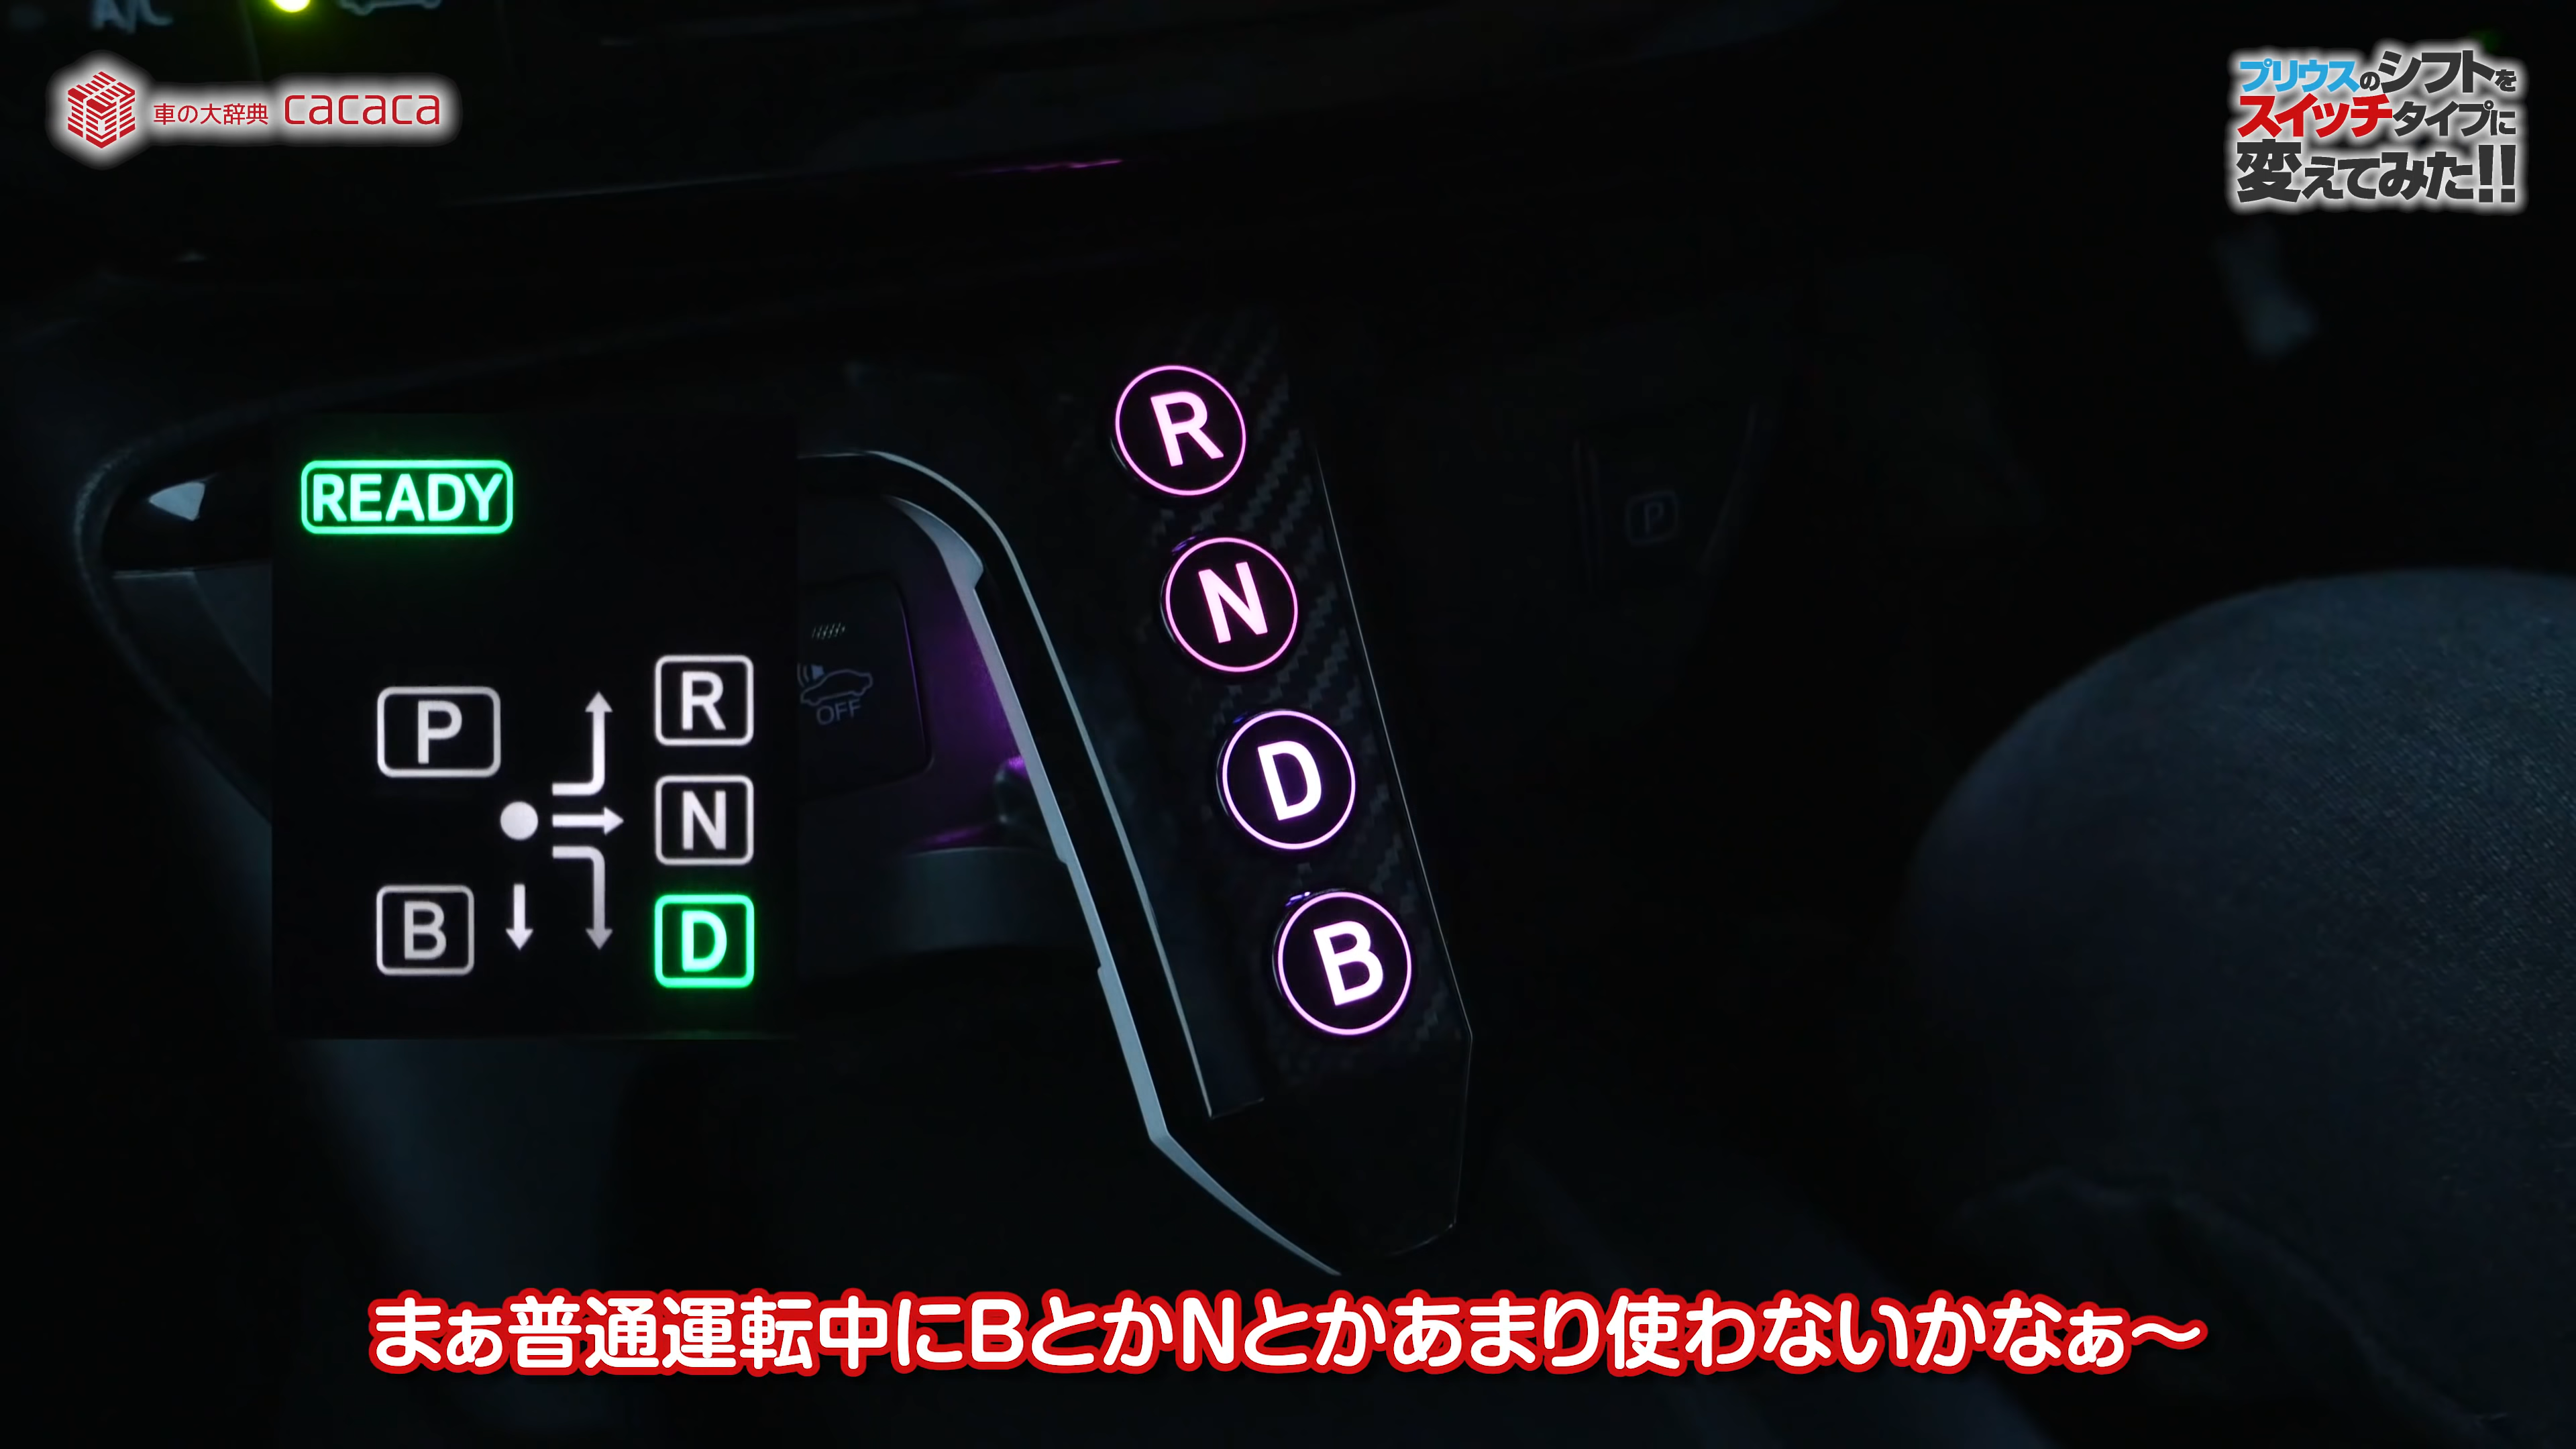 A/C
車の大辞典 cacaca
プリウスのシフトを
スイッチタイプに
変えてみた!!
READY
P
R
N
B
D
OFF
R
N
D
B
P
まぁ普通運転中にBとかNとかあまり使わないかなぁ〜